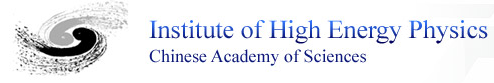 Institute of High Energy Physics
Chinese Academy of Sciences